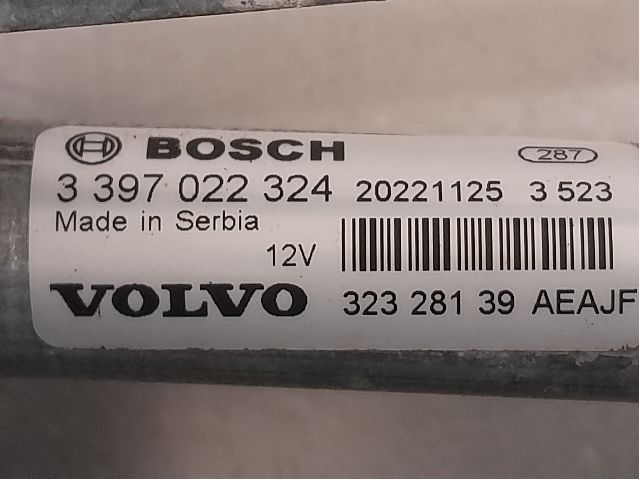 BOSCH 287
3 397 022 324 20221125 3 523
Made in Serbia
12V
VOLVO 323 281 39 AEAJF